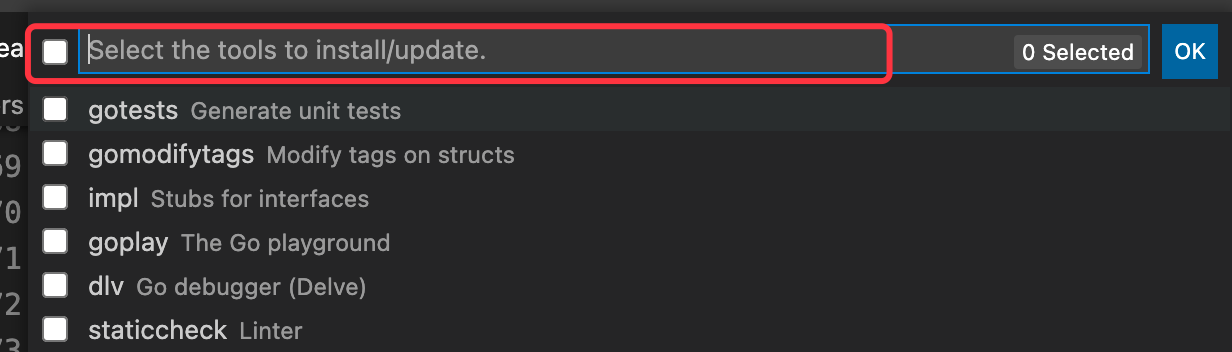 ea
Select the tools to install/update. 0 Selected OK
rs
gotests Generate unit tests
69
gomodifytags Modify tags on structs
70
impl Stubs for interfaces
71
goplay The Go playground
72
dlv Go debugger (Delve)
73
staticcheck Linter